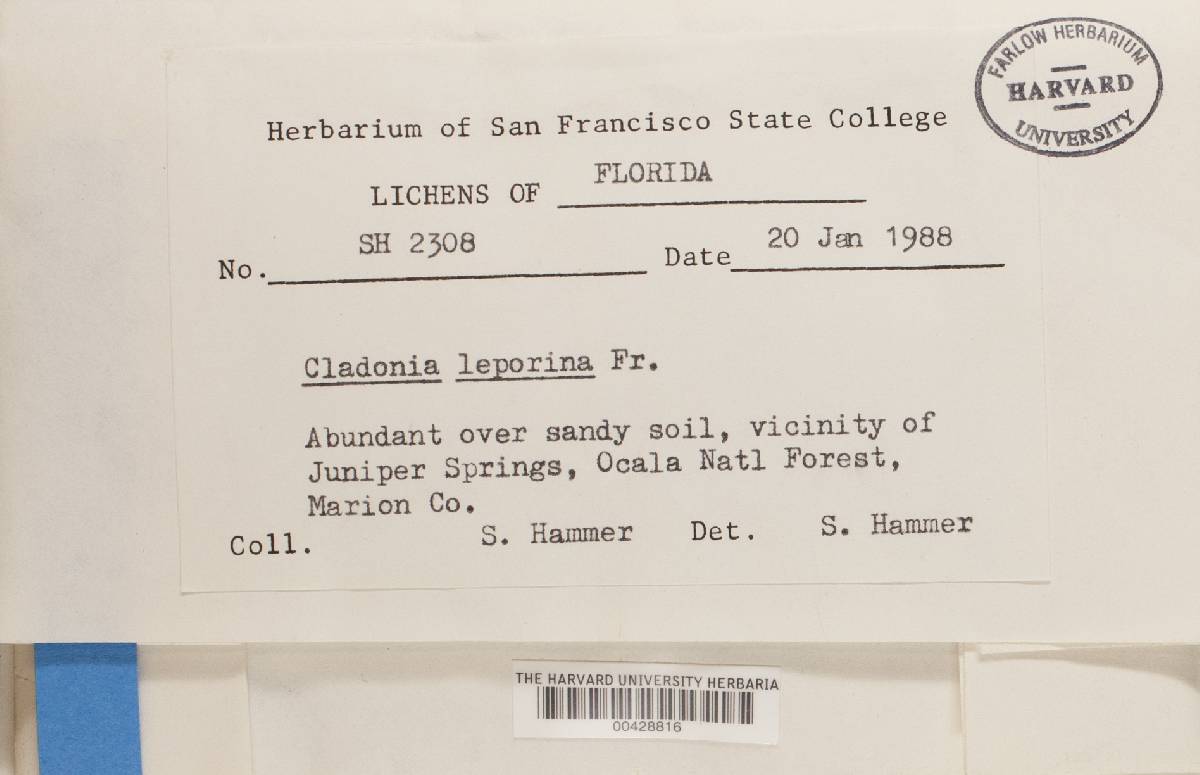 FARLOW HERBARIUM
HARVARD
UNIVERSITY
Herbarium of San Francisco State College
LICHENS OF FLORIDA
No. SH 2308 Date 20 Jan 1988
Cladonia leporina Fr.
Abundant over sandy soil, vicinity of
Juniper Springs, Ocala Natl Forest,
Marion Co.
Coll. S. Hammer Det. S. Hammer
THE HARVARD UNIVERSITY HERBARIA
00428816